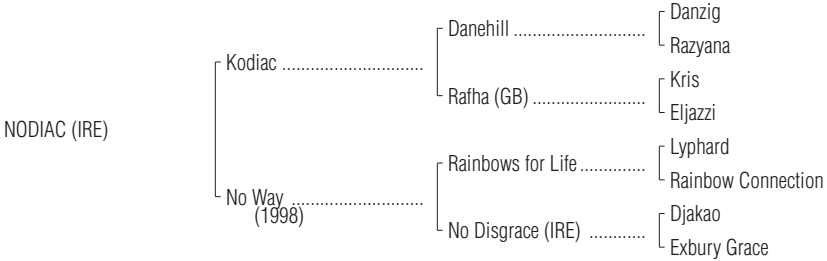 Danzig
Danehill ............................
Razyana
Kodiac ..............................
Kris
Rafha (GB) ........................
Eljazzi
NODIAC (IRE)
Lyphard
Rainbows for Life ..............
Rainbow Connection
No Way ............................
(1998)
Djakao
No Disgrace (IRE) ............
Exbury Grace